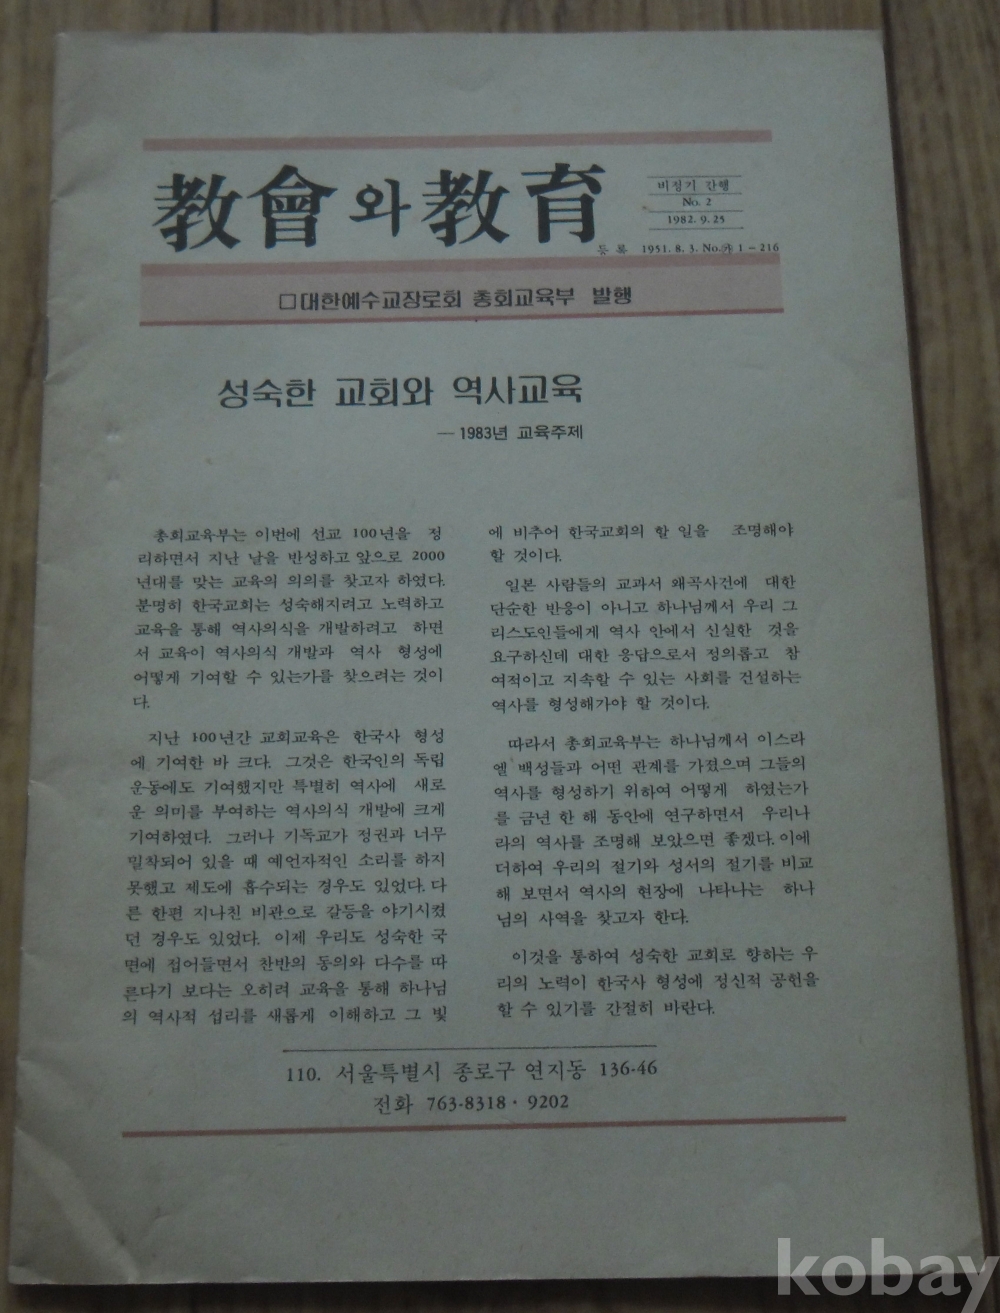 教會와 教育
비정기 간행
No. 2
1982. 9. 25
등 록 1951. 8. 3. No.㉮ 1-216
□대한예수교장로회 총회교육부 발행
성숙한 교회와 역사교육
— 1983년 교육주제
총회교육부는 이번에 선교 100년을 정
리하면서 지난 날을 반성하고 앞으로 2000
년대를 맞는 교육의 의의를 찾고자 하였다.
분명히 한국교회는 성숙해지려고 노력하고
교육을 통해 역사의식을 개발하려고 하면
서 교육이 역사의식 개발과 역사 형성에
어떻게 기여할 수 있는가를 찾으려는 것이
다.
지난 100년간 교회교육은 한국사 형성
에 기여한 바 크다. 그것은 한국인의 독립
운동에도 기여했지만 특별히 역사에 새로
운 의미를 부여하는 역사의식 개발에 크게
기여하였다. 그러나 기독교가 정권과 너무
밀착되어 있을 때 예언자적인 소리를 하지
못했고 제도에 흡수되는 경우도 있었다. 다
른 한편 지나친 비관으로 갈등을 야기시켰
던 경우도 있었다. 이제 우리도 성숙한 국
면에 접어들면서 찬반의 동의와 다수를 따
른다기 보다는 오히려 교육을 통해 하나님
의 역사적 섭리를 새롭게 이해하고 그 빛
에 비추어 한국교회의 할 일을 조명해야
할 것이다.
일본 사람들의 교과서 왜곡사건에 대한
단순한 반응이 아니고 하나님께서 우리 그
리스도인들에게 역사 안에서 신실한 것을
요구하신데 대한 응답으로서 정의롭고 참
여적이고 지속할 수 있는 사회를 건설하는
역사를 형성해가야 할 것이다.
따라서 총회교육부는 하나님께서 이스라
엘 백성들과 어떤 관계를 가졌으며 그들의
역사를 형성하기 위하여 어떻게 하였는가
를 금년 한 해 동안에 연구하면서 우리나
라의 역사를 조명해 보았으면 좋겠다. 이에
더하여 우리의 절기와 성서의 절기를 비교
해 보면서 역사의 현장에 나타나는 하나
님의 사역을 찾고자 한다.
이것을 통하여 성숙한 교회로 향하는 우
리의 노력이 한국사 형성에 정신적 공헌을
할 수 있기를 간절히 바란다.
110. 서울특별시 종로구 연지동 136-46
전화 763-8318 · 9202
kobay